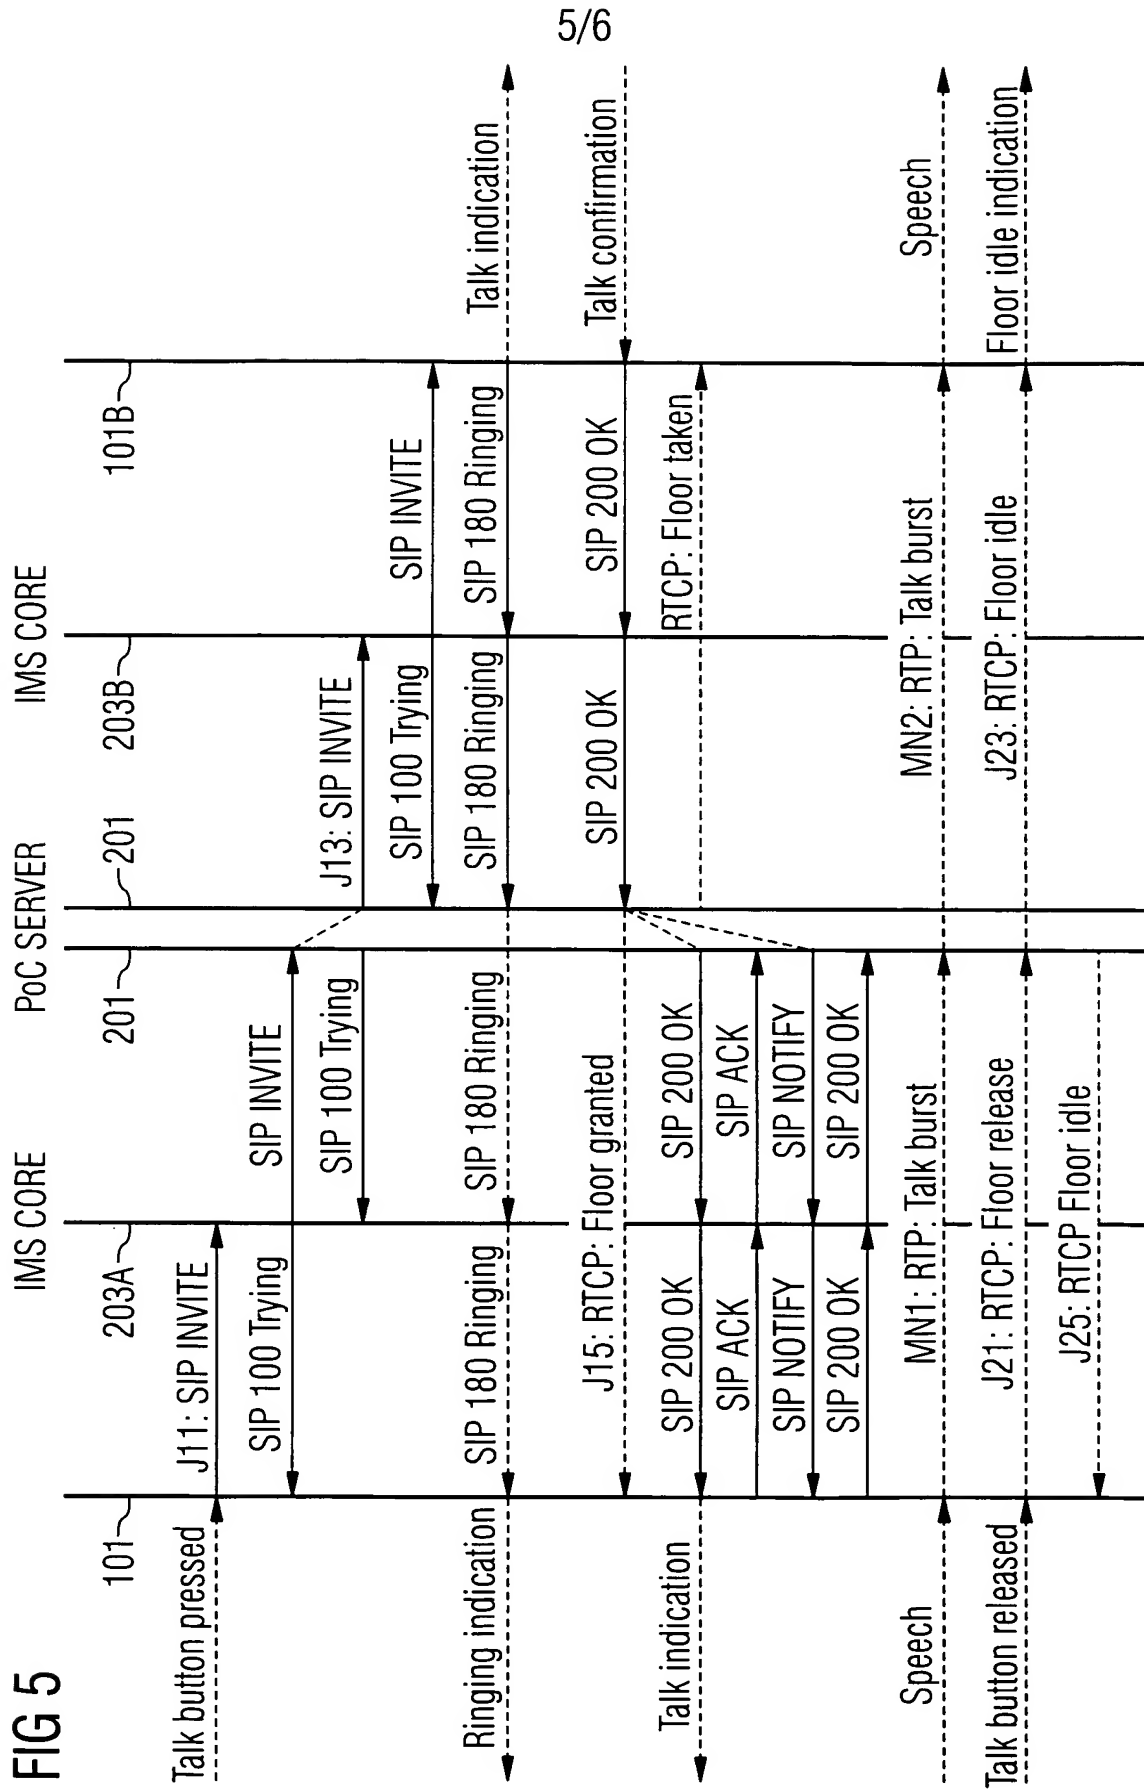 5/6
FIG 5
IMS CORE
PoC SERVER
IMS CORE
101
203A
201
201
203B
101B
Talk button pressed
J11: SIP INVITE
SIP 100 Trying
SIP INVITE
SIP 100 Trying
J13: SIP INVITE
SIP 100 Trying
SIP INVITE
Ringing indication
SIP 180 Ringing
SIP 180 Ringing
SIP 180 Ringing
SIP 180 Ringing
Talk indication
J15: RTCP: Floor granted
SIP 200 OK
SIP 200 OK
Talk confirmation
Talk indication
SIP 200 OK
SIP 200 OK
RTCP: Floor taken
SIP ACK
SIP ACK
SIP NOTIFY
SIP NOTIFY
SIP 200 OK
SIP 200 OK
Speech
MN1: RTP: Talk burst
MN2: RTP: Talk burst
Speech
Talk button released
J21: RTCP: Floor release
J23: RTCP: Floor idle
Floor idle indication
J25: RTCP Floor idle